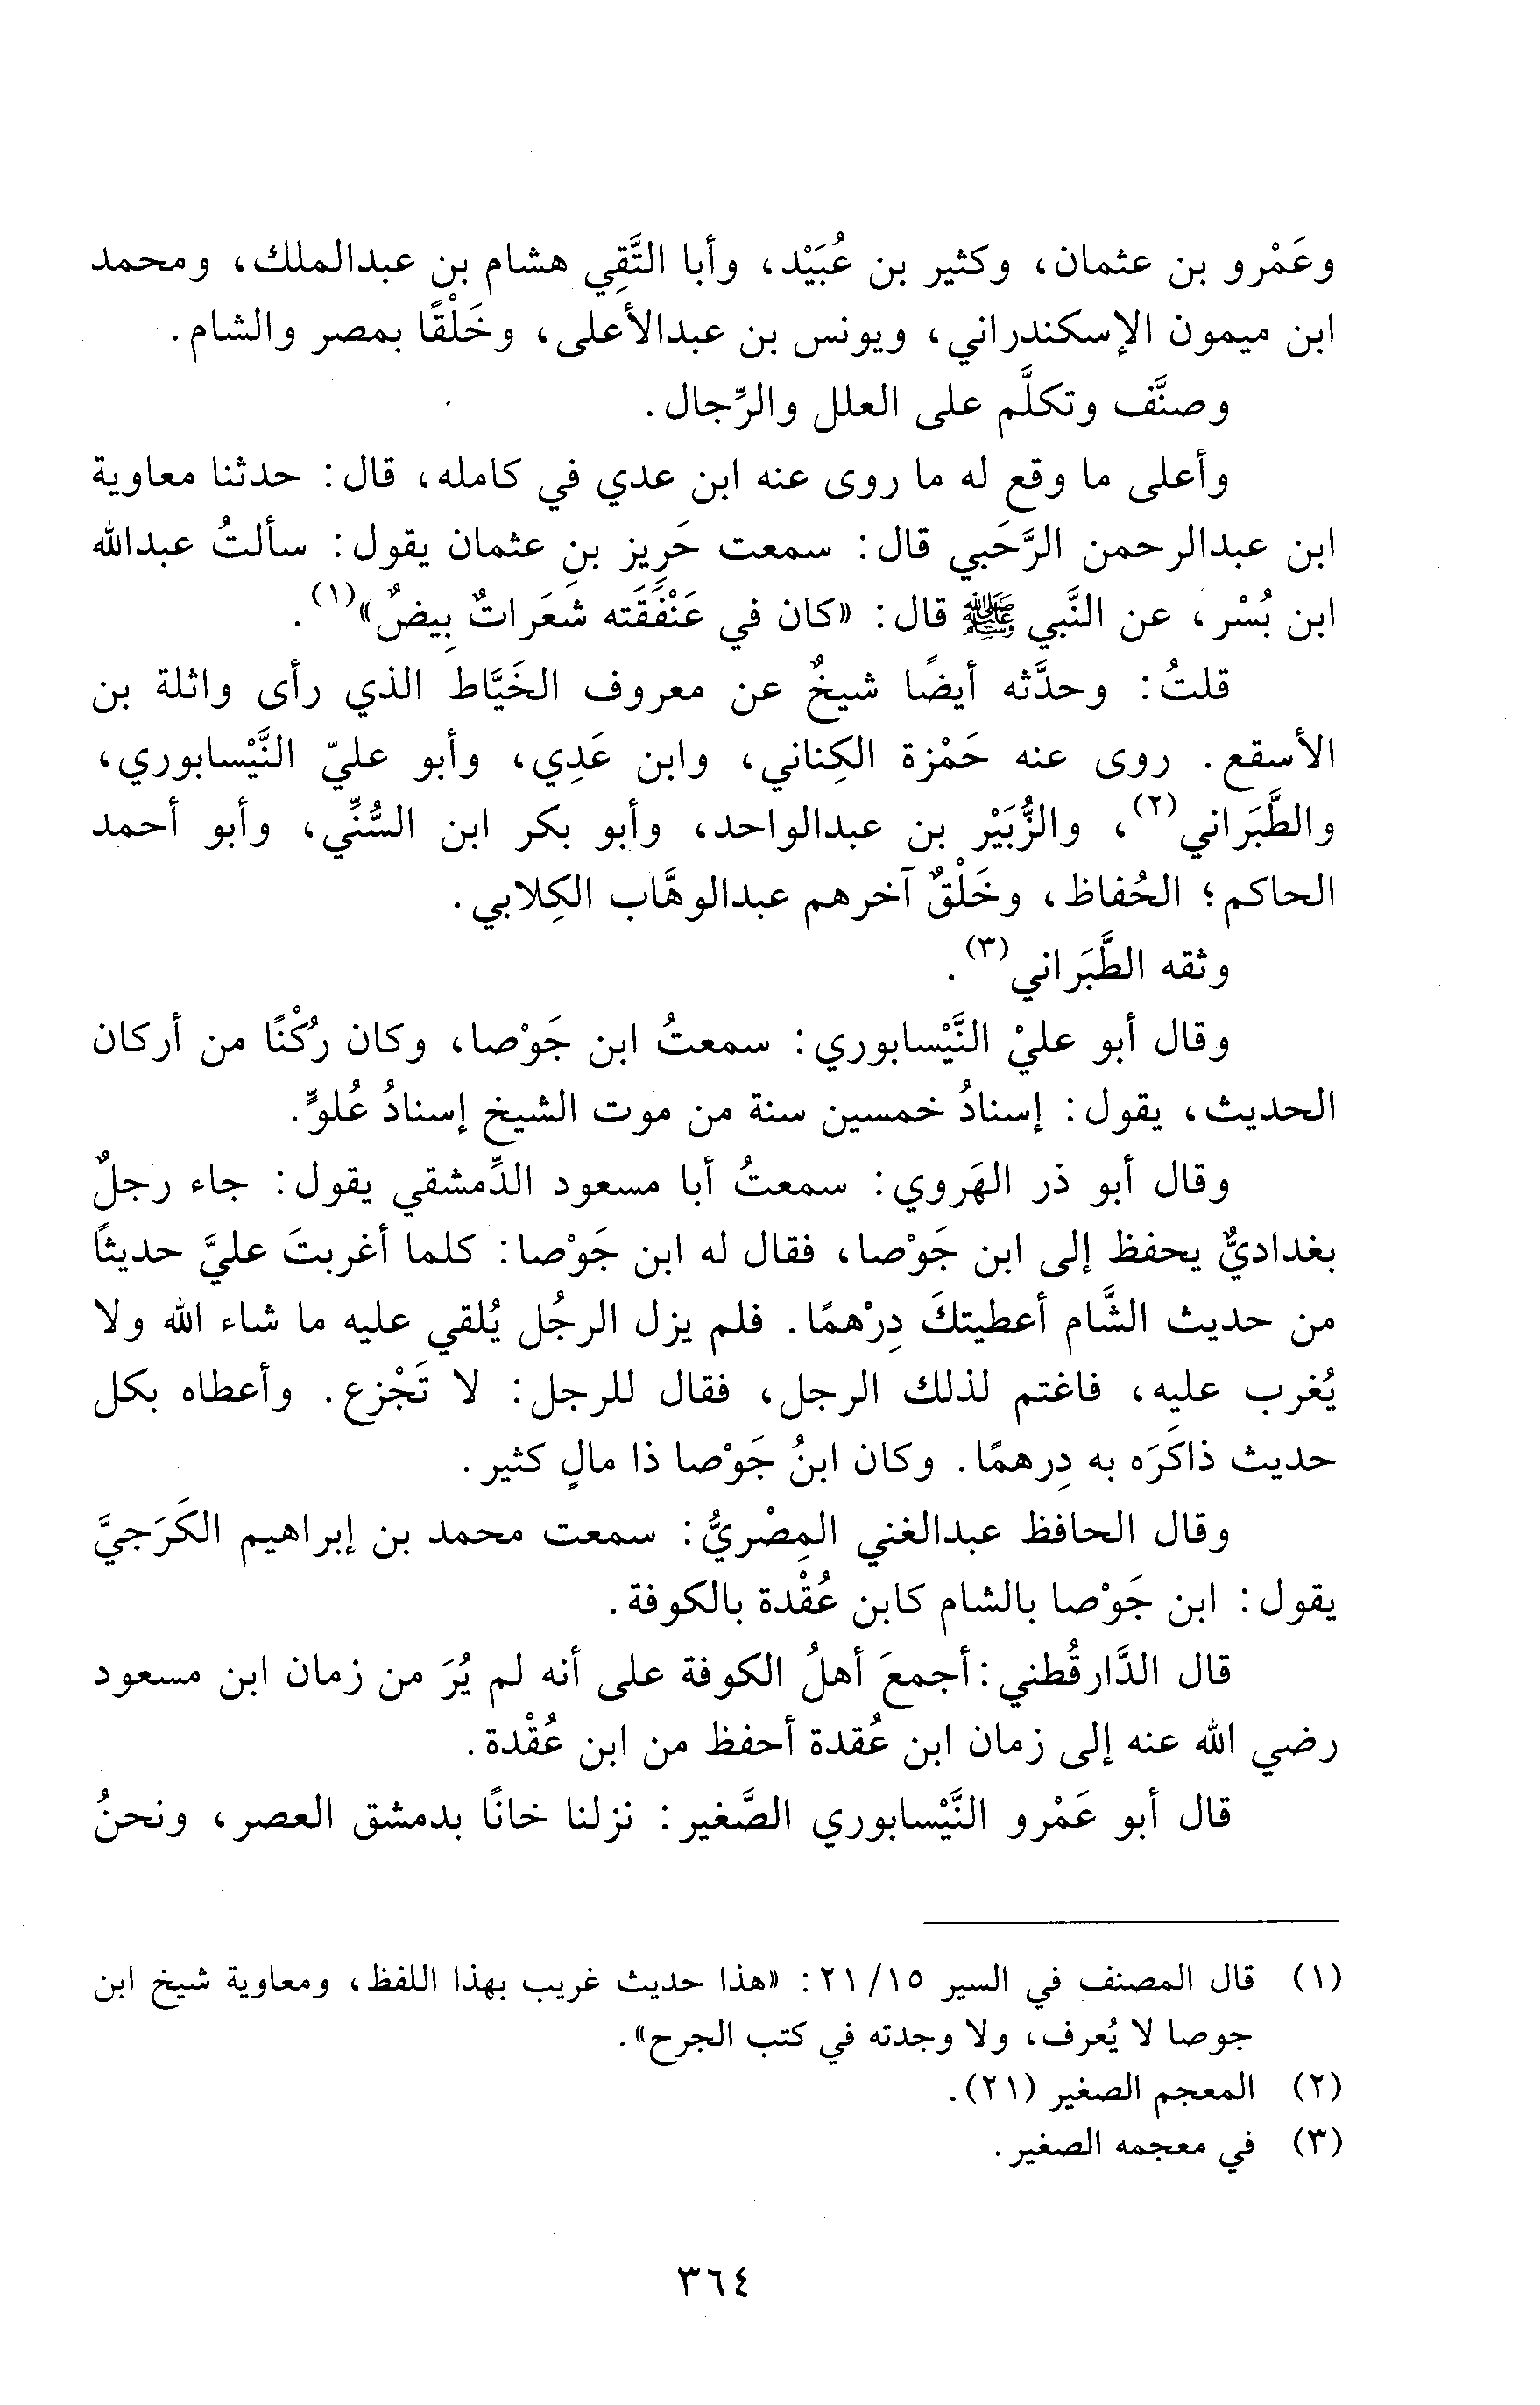 وعَمْرو بن عثمان، وكثير بن عُبَيْد، وأبا التَّقِي هشام بن عبدالملك، ومحمد
ابن ميمون الإسكندراني، ويونس بن عبدالأعلى، وخَلْقًا بمصر والشام.
وصنَّف وتكلَّم على العلل والرِّجال.
وأعلى ما وقع له ما روى عنه ابن عدي في كامله، قال: حدثنا معاوية
ابن عبدالرحمن الرَّحَبي قال: سمعت حَرِيز بنِ عثمان يقول: سألتُ عبدالله
ابن بُسْر، عن النَّبي ﷺ قال: «كان في عَنْفَقَته شَعَراتٌ بِيضٌ»(١).
قلتُ: وحدَّثه أيضًا شيخٌ عن معروف الخَيَّاط الذي رأى واثلة بن
الأسقع. روى عنه حَمْزة الكِناني، وابن عَدِي، وأبو عليّ النَّيْسابوري،
والطَّبَراني(٢)، والزُّبَيْر بن عبدالواحد، وأبو بكر ابن السُّنِّي، وأبو أحمد
الحاكم؛ الحُفاظ، وخَلْقٌ آخرهم عبدالوهَّاب الكِلابي.
وثقه الطَّبَراني(٣).
وقال أبو عليْ النَّيْسابوري: سمعتُ ابن جَوْصا، وكان رُكْنًا من أركان
الحديث، يقول: إسنادُ خمسين سنة من موت الشيخ إسنادُ عُلوٍّ.
وقال أبو ذر الهَروي: سمعتُ أبا مسعود الدِّمشقي يقول: جاء رجلٌ
بغداديٌّ يحفظ إلى ابن جَوْصا، فقال له ابن جَوْصا: كلما أغربتَ عليَّ حديثًا
من حديث الشَّام أعطيتكَ دِرْهمًا. فلم يزل الرجُل يُلقي عليه ما شاء الله ولا
يُغرب عليه، فاغتم لذلك الرجل، فقال للرجل: لا تَجْزع. وأعطاه بكل
حديث ذاكَرَه به دِرهمًا. وكان ابنُ جَوْصا ذا مالٍ كثير.
وقال الحافظ عبدالغني المِصْريُّ: سمعت محمد بن إبراهيم الكَرَجيَّ
يقول: ابن جَوْصا بالشام كابن عُقْدة بالكوفة.
قال الدَّارقُطني: أجمعَ أهلُ الكوفة على أنه لم يُرَ من زمان ابن مسعود
رضي الله عنه إلى زمان ابن عُقدة أحفظ من ابن عُقْدة.
قال أبو عَمْرو النَّيْسابوري الصَّغير: نزلنا خانًا بدمشق العصر، ونحنُ
(١) قال المصنف في السير ١٥/ ٢١: «هذا حديث غريب بهذا اللفظ، ومعاوية شيخ ابن
جوصا لا يُعرف، ولا وجدته في كتب الجرح».
(٢) المعجم الصغير (٢١).
(٣) في معجمه الصغير.
٣٦٤